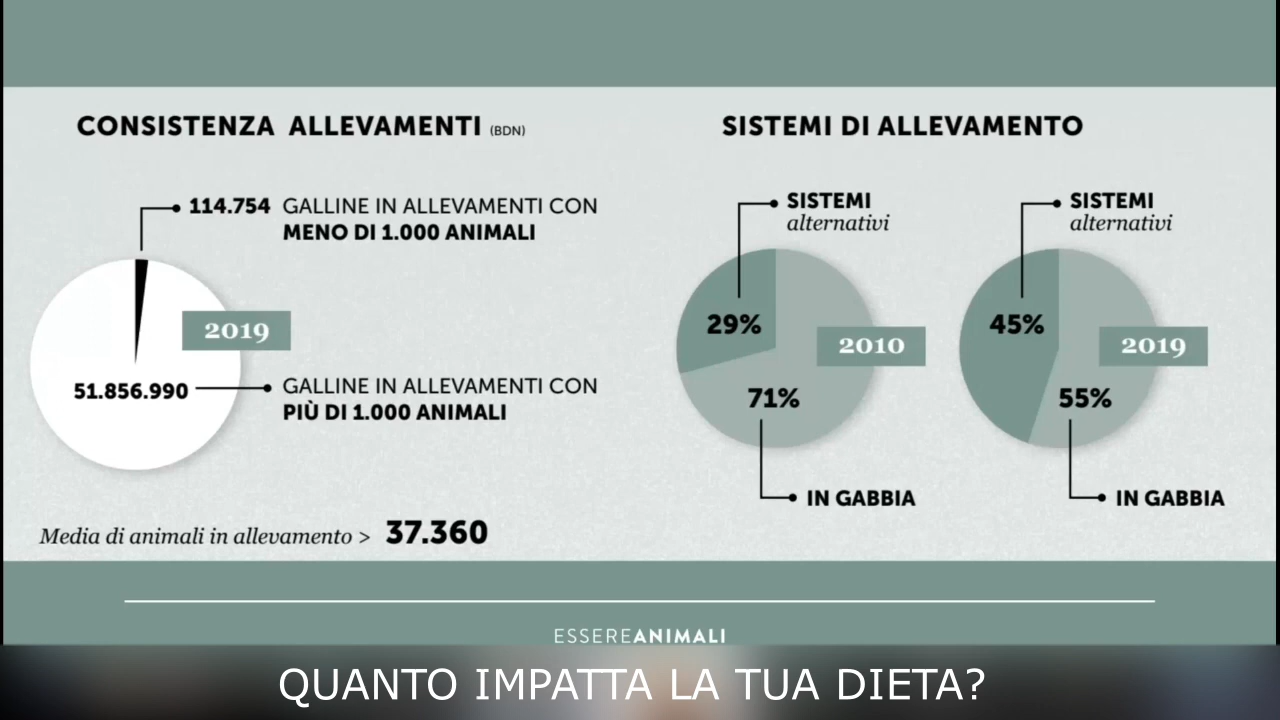 CONSISTENZA ALLEVAMENTI (BDN)
114.754 GALLINE IN ALLEVAMENTI CON
MENO DI 1.000 ANIMALI
2019
51.856.990 GALLINE IN ALLEVAMENTI CON
PIÙ DI 1.000 ANIMALI
Media di animali in allevamento > 37.360
SISTEMI DI ALLEVAMENTO
SISTEMI
alternativi
29%
2010
71%
IN GABBIA
SISTEMI
alternativi
45%
2019
55%
IN GABBIA
ESSEREANIMALI
QUANTO IMPATTA LA TUA DIETA?